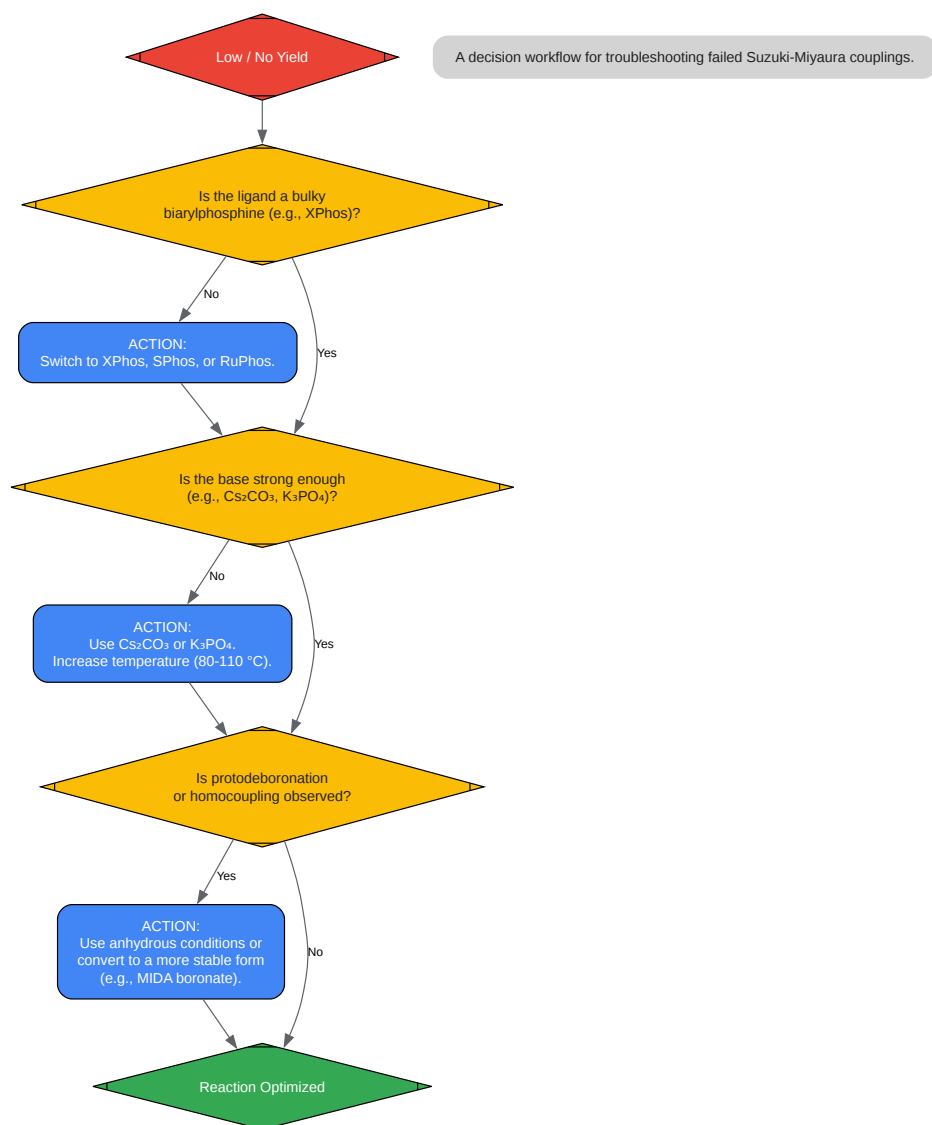 Low / No Yield
A decision workflow for troubleshooting failed Suzuki-Miyaura couplings.
Is the ligand a bulky
biarylphosphine (e.g., XPhos)?
No
Yes
ACTION:
Switch to XPhos, SPhos, or RuPhos.
Is the base strong enough
(e.g., Cs₂CO₃, K₃PO₄)?
No
Yes
ACTION:
Use Cs₂CO₃ or K₃PO₄.
Increase temperature (80-110 °C).
Is protodeboronation
or homocoupling observed?
Yes
No
ACTION:
Use anhydrous conditions or
convert to a more stable form
(e.g., MIDA boronate).
Reaction Optimized